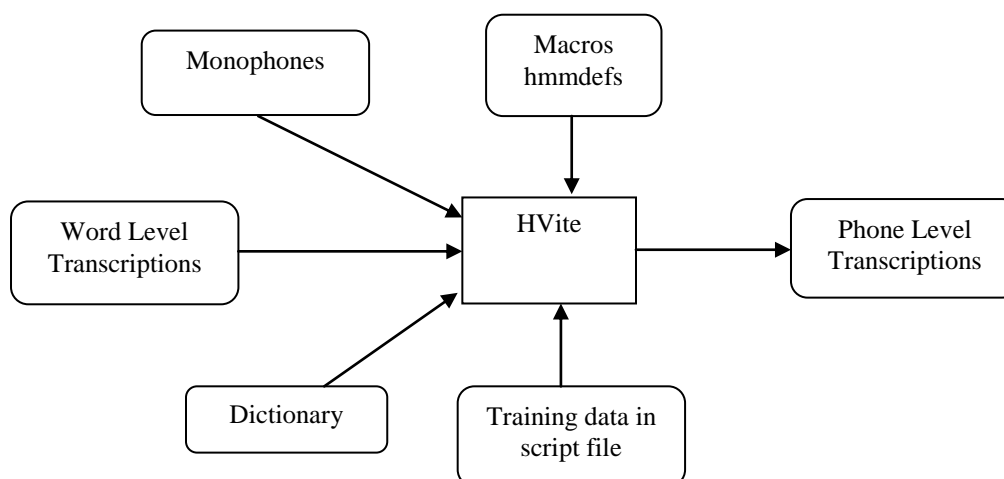 Monophones
Macros
hmmdefs
Word Level
Transcriptions
HVite
Phone Level
Transcriptions
Dictionary
Training data in
script file